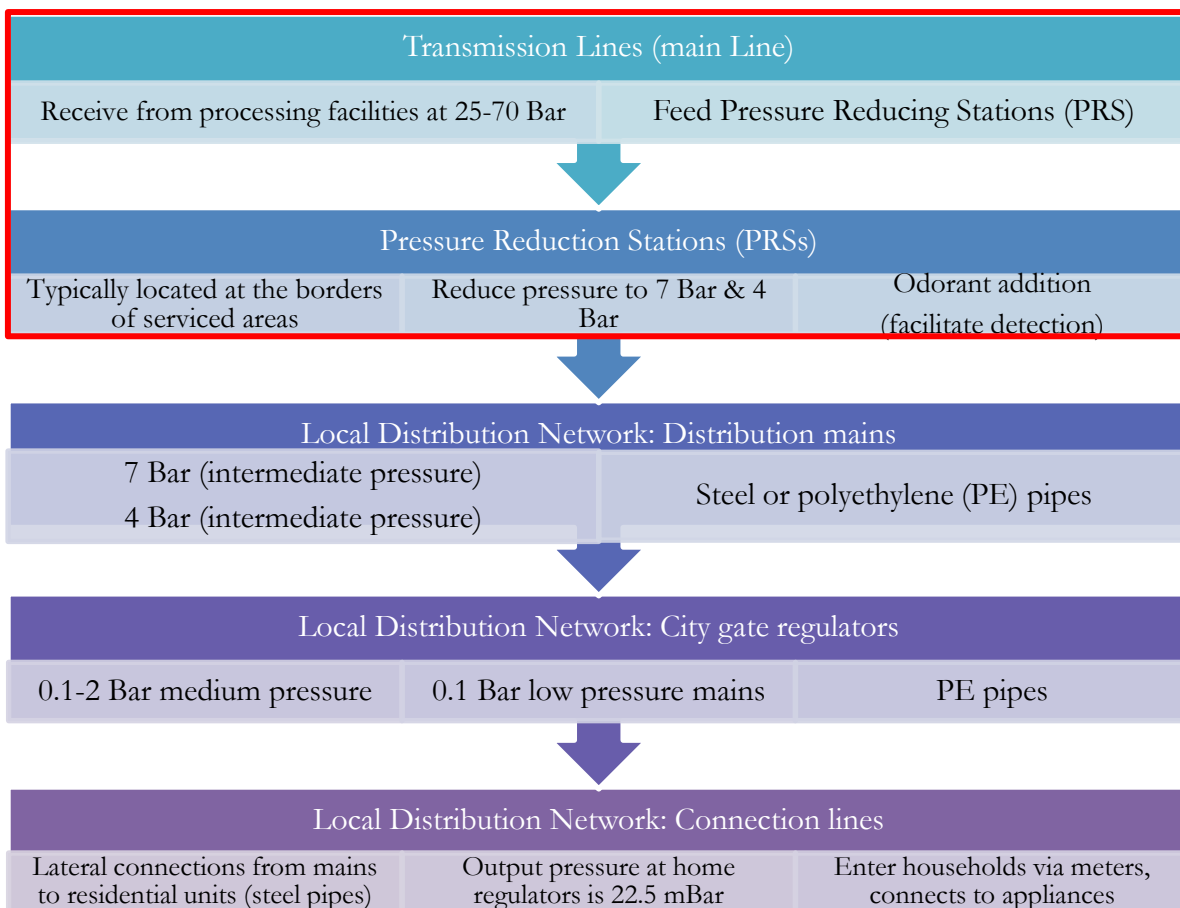 Transmission Lines (main Line)
Receive from processing facilities at 25-70 Bar
Feed Pressure Reducing Stations (PRS)
Pressure Reduction Stations (PRSs)
Typically located at the borders
of serviced areas
Reduce pressure to 7 Bar & 4
Bar
Odorant addition
(facilitate detection)
Local Distribution Network: Distribution mains
7 Bar (intermediate pressure)
4 Bar (intermediate pressure)
Steel or polyethylene (PE) pipes
Local Distribution Network: City gate regulators
0.1-2 Bar medium pressure
0.1 Bar low pressure mains
PE pipes
Local Distribution Network: Connection lines
Lateral connections from mains
to residential units (steel pipes)
Output pressure at home
regulators is 22.5 mBar
Enter households via meters,
connects to appliances